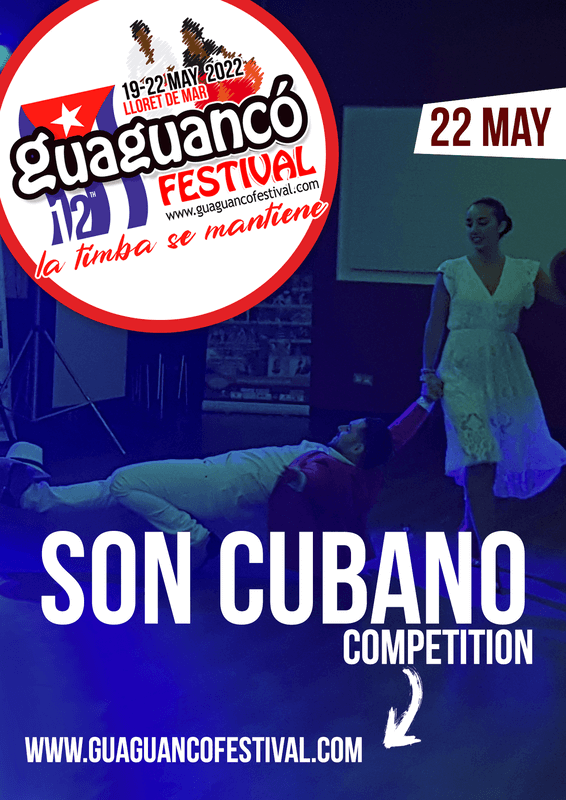 19-22 MAY 2022
LLORET DE MAR
guaguancó
12TH
FESTIVAL
www.guaguancofestival.com
la timba se mantiene
22 MAY
SON CUBANO
COMPETITION
WWW.GUAGUANCOFESTIVAL.COM